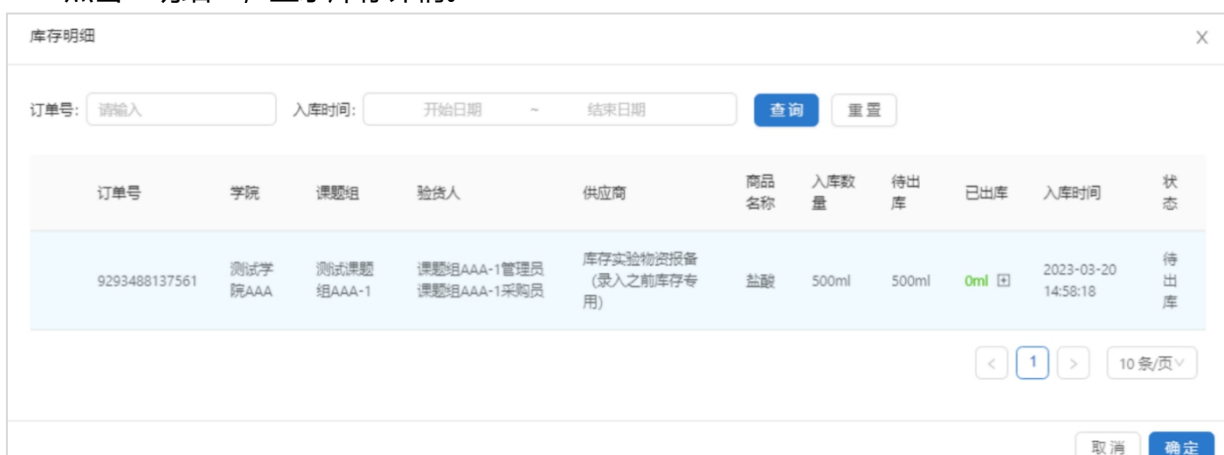 库存明细
订单号: 请输入 入库时间: 开始日期 ~ 结束日期 查询 重置
订单号 学院 课题组 验货人 供应商 商品名称 入库数量 待出库 已出库 入库时间 状态
9293488137561 测试学院AAA 测试课题组AAA-1 课题组AAA-1管理员 课题组AAA-1采购员 库存实验物资报备（录入之前库存专用） 盐酸 500ml 500ml 0ml 2023-03-20 14:58:18 待出库
< 1 > 10 条/页
取消 确定